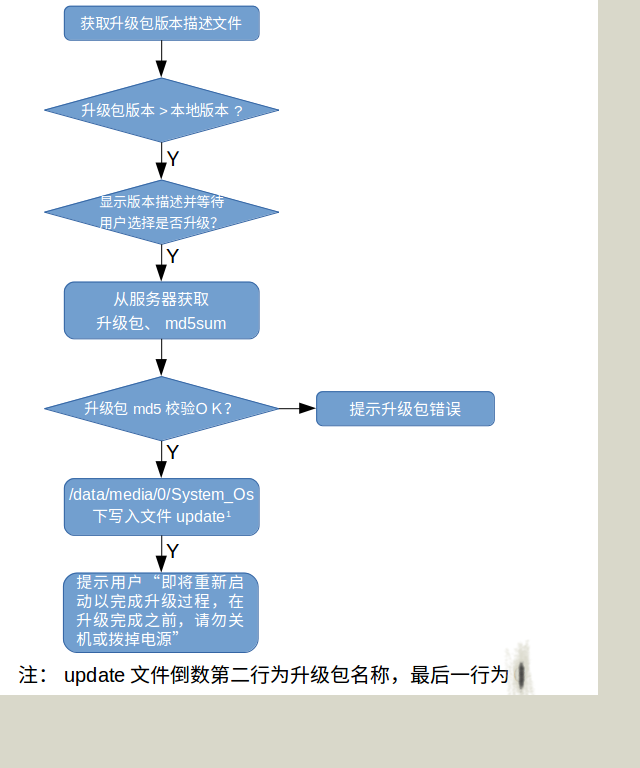 获取升级包版本描述文件
升级包版本 > 本地版本 ?
Y
显示版本描述并等待
用户选择是否升级?
Y
从服务器获取
升级包、 md5sum
升级包 md5 校验O K?
提示升级包错误
Y
/data/media/0/System_Os
下写入文件 update¹
Y
提示用户“即将重新启
动以完成升级过程，在
升级完成之前，请勿关
机或拨掉电源”
注： update 文件倒数第二行为升级包名称，最后一行为